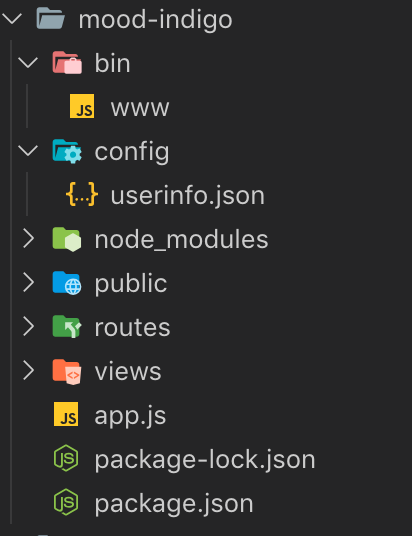 mood-indigo
bin
JS www
config
{...} userinfo.json
node_modules
public
routes
views
JS app.js
JS package-lock.json
JS package.json